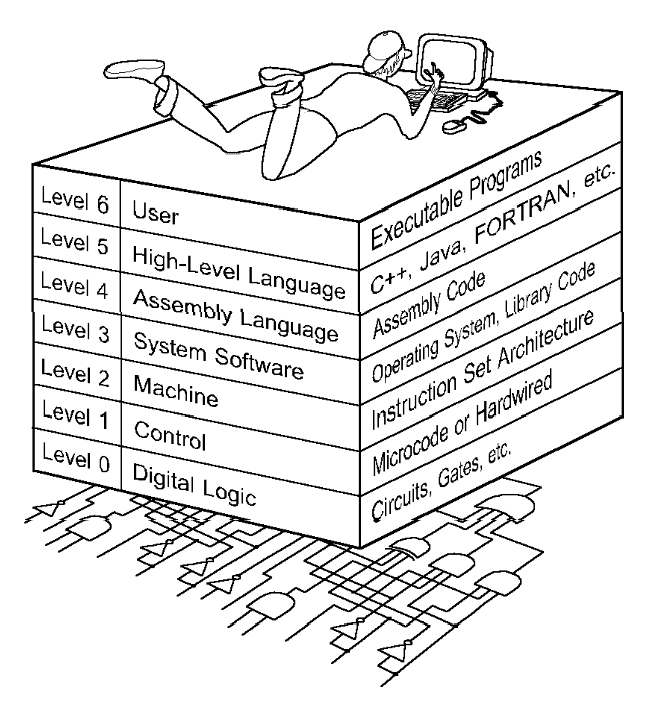 Level 6 User Executable Programs
Level 5 High-Level Language C++, Java, FORTRAN, etc.
Level 4 Assembly Language Assembly Code
Level 3 System Software Operating System, Library Code
Level 2 Machine Instruction Set Architecture
Level 1 Control Microcode or Hardwired
Level 0 Digital Logic Circuits, Gates, etc.